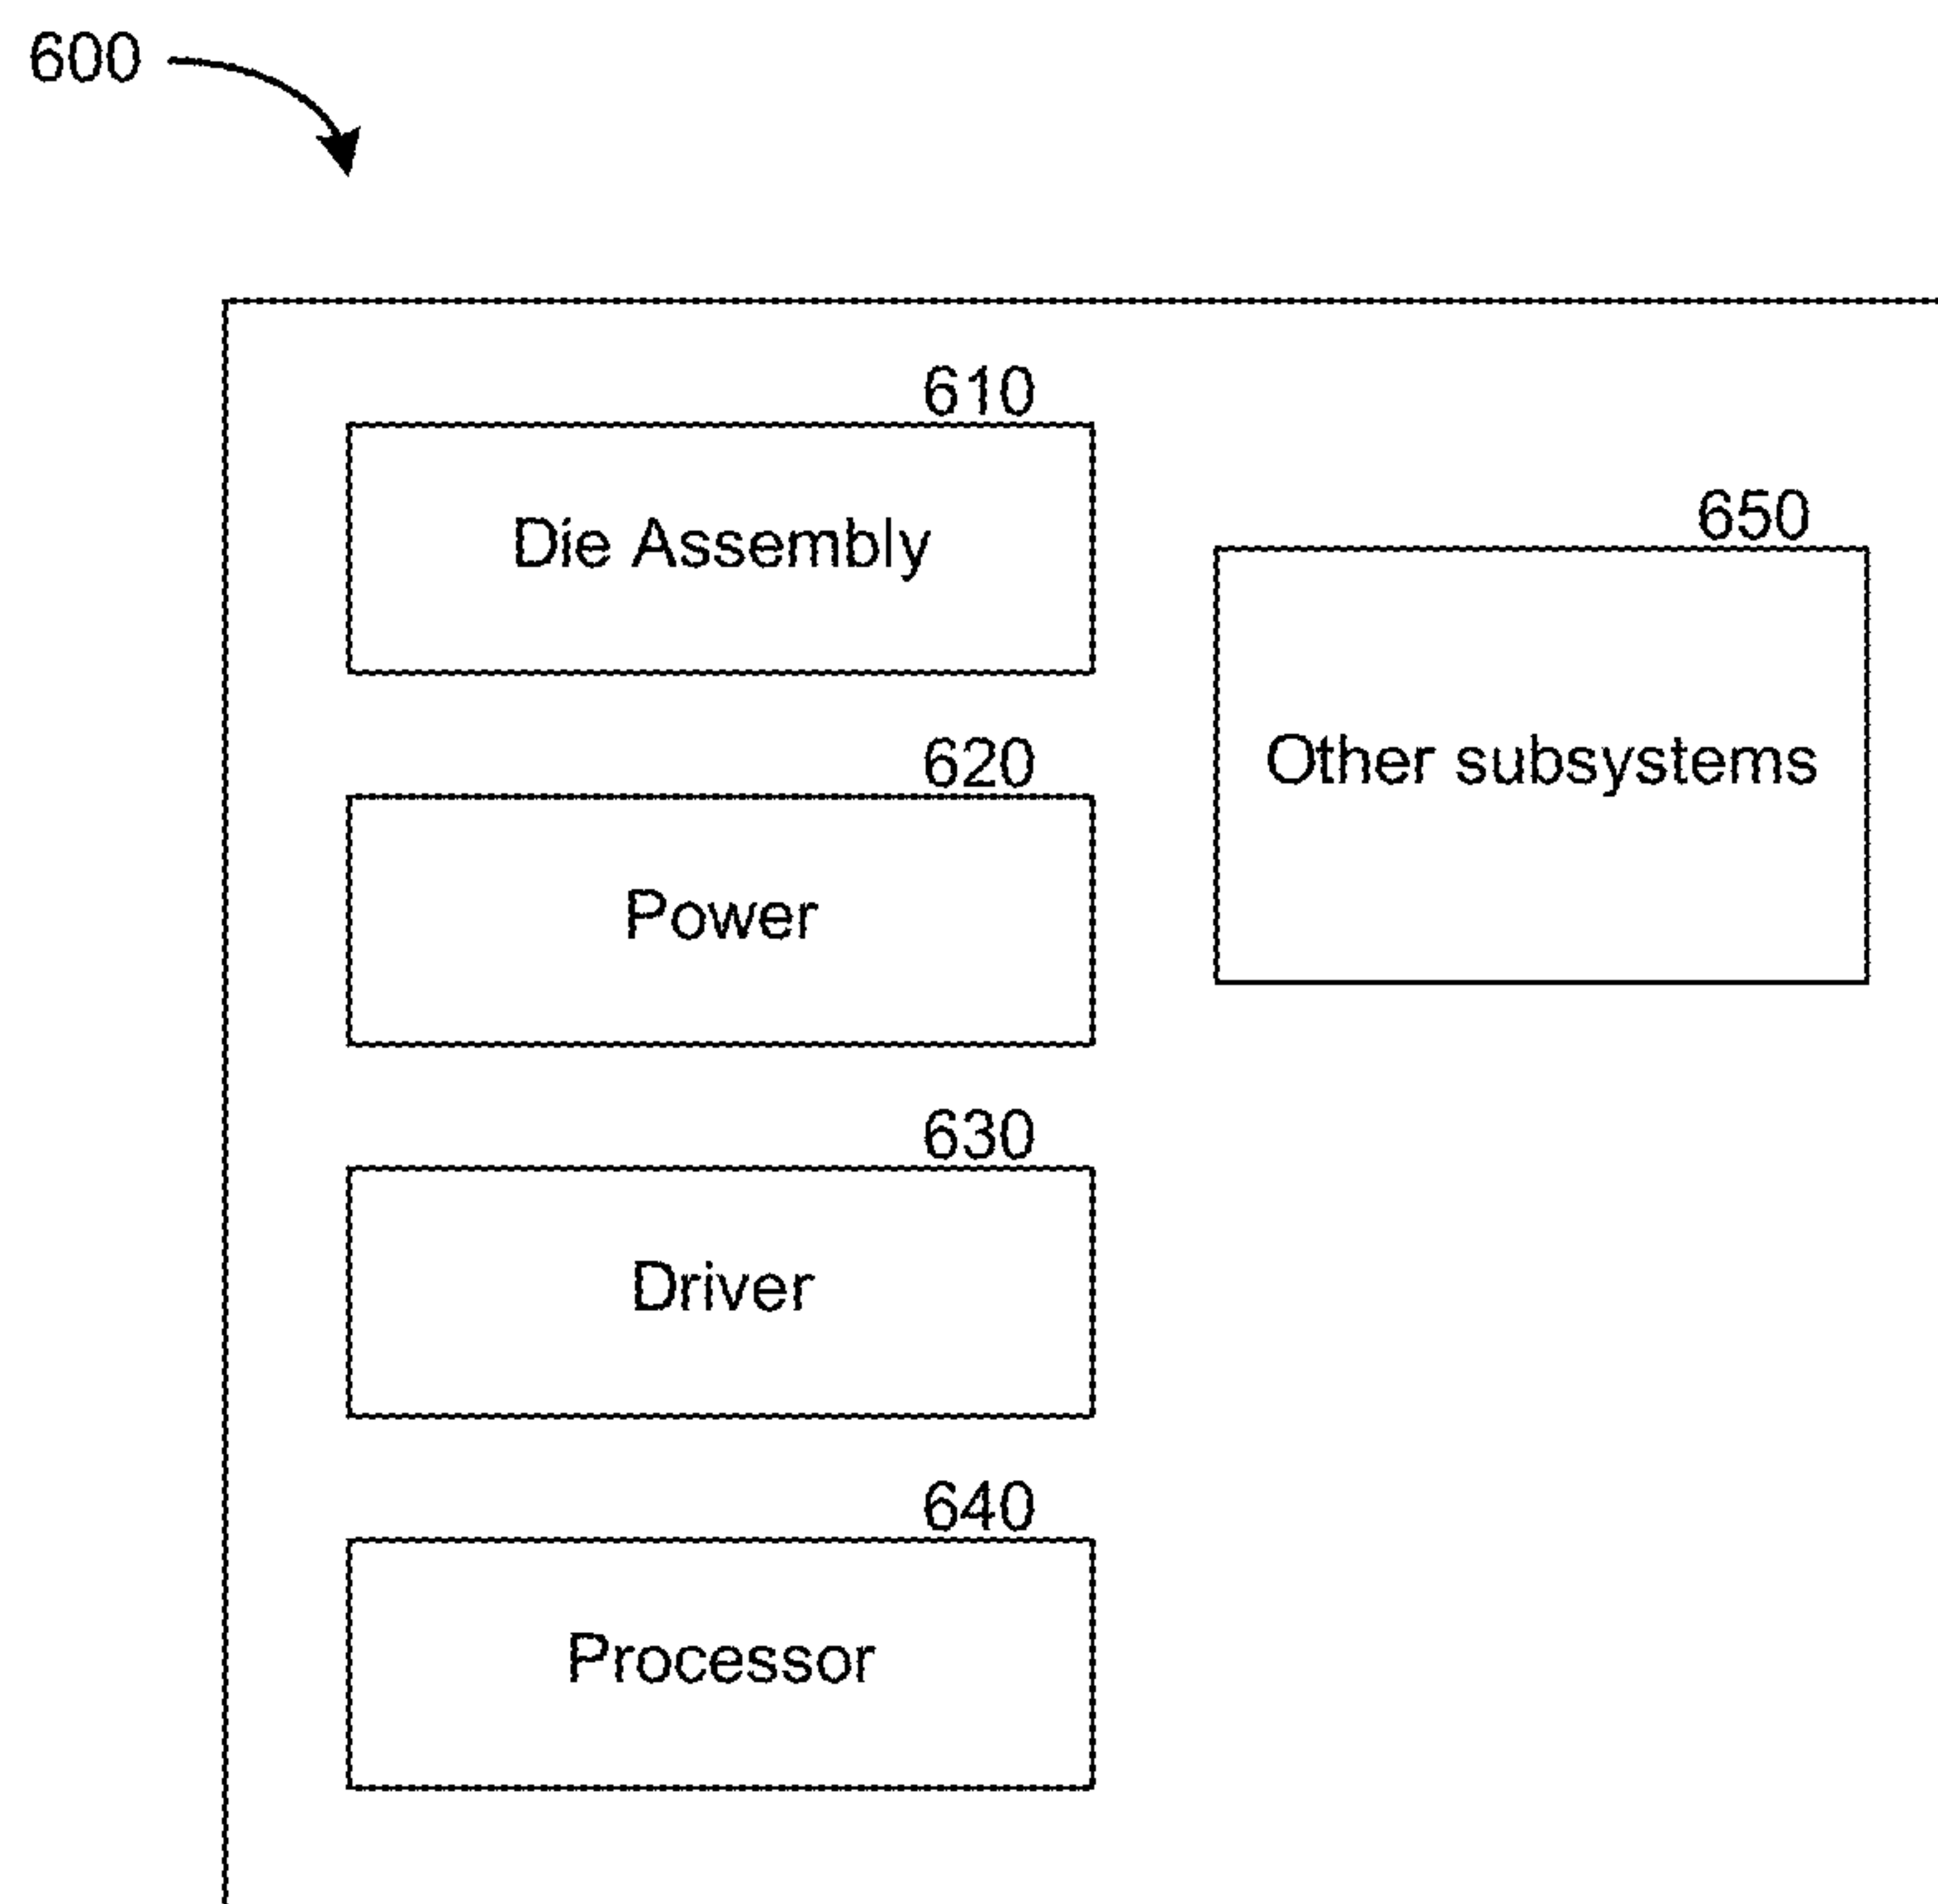 600
610
Die Assembly
650
Other subsystems
620
Power
630
Driver
640
Processor